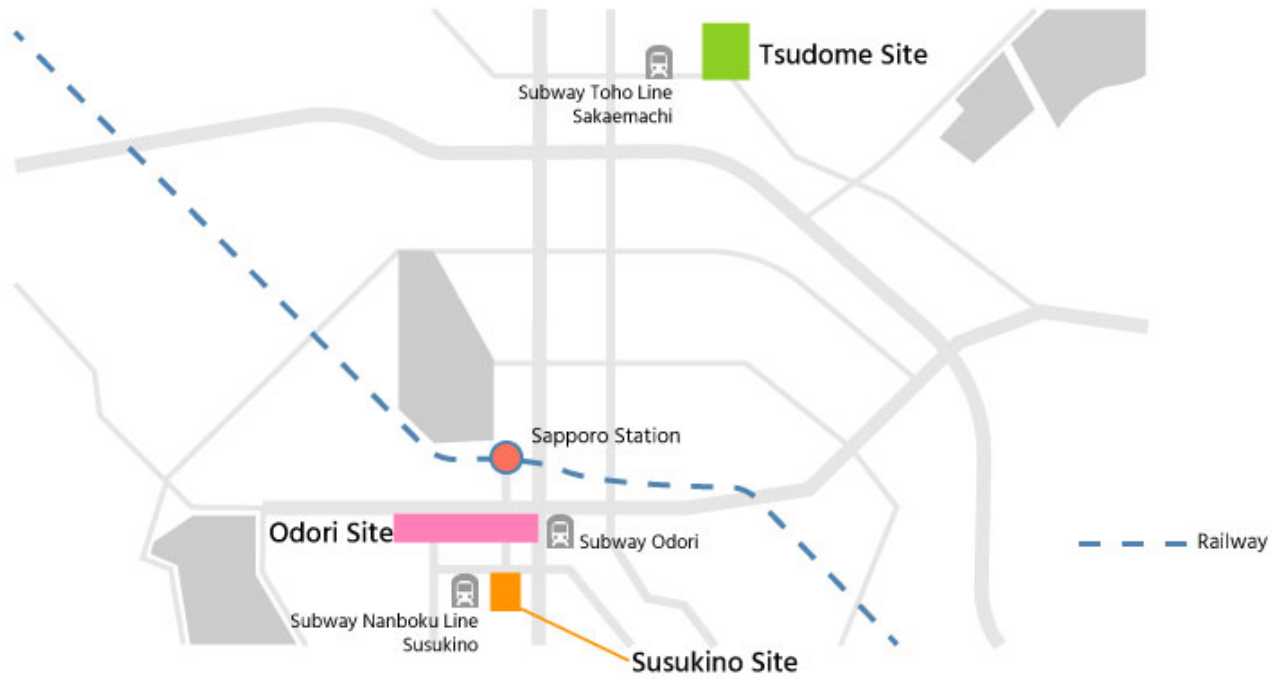 Tsudome Site
Subway Toho Line
Sakaemachi
Sapporo Station
Odori Site
Subway Odori
Railway
Subway Nanboku Line
Susukino
Susukino Site